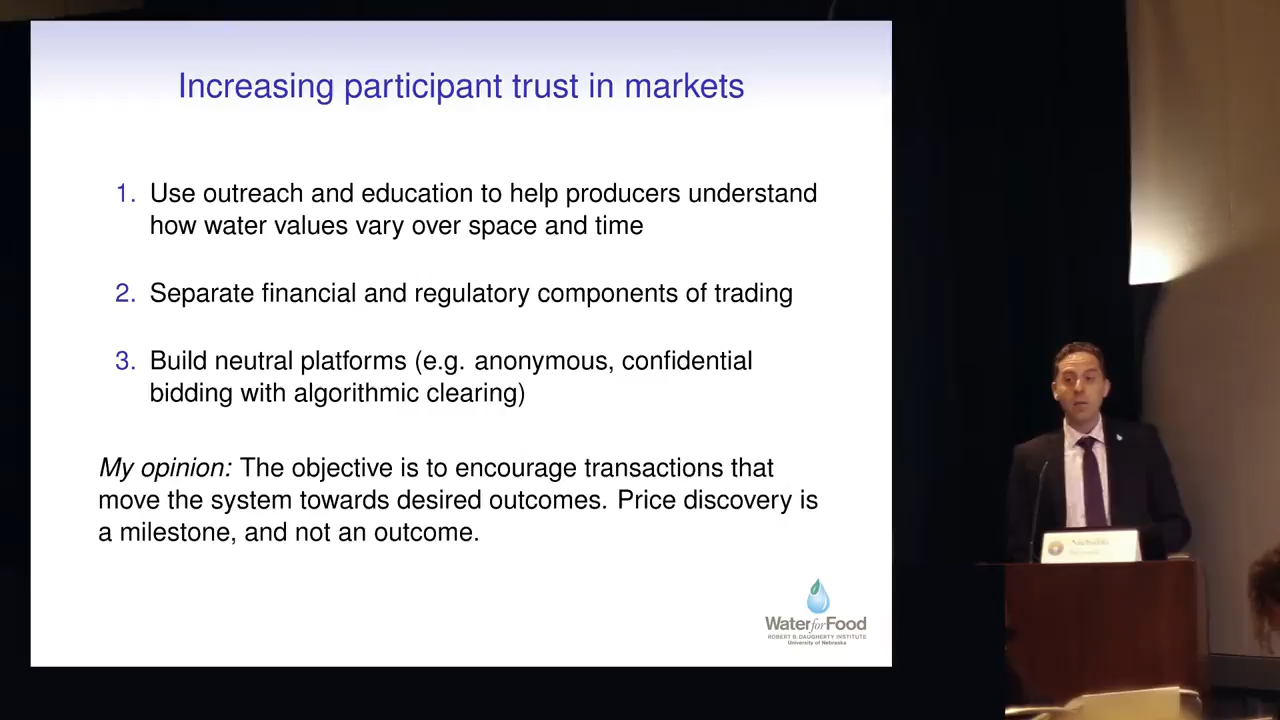 Increasing participant trust in markets
1. Use outreach and education to help producers understand
how water values vary over space and time
2. Separate financial and regulatory components of trading
3. Build neutral platforms (e.g. anonymous, confidential
bidding with algorithmic clearing)
My opinion: The objective is to encourage transactions that
move the system towards desired outcomes. Price discovery is
a milestone, and not an outcome.
Water for Food
ROBERT B. DAUGHERTY INSTITUTE
University of Nebraska
Nicholas